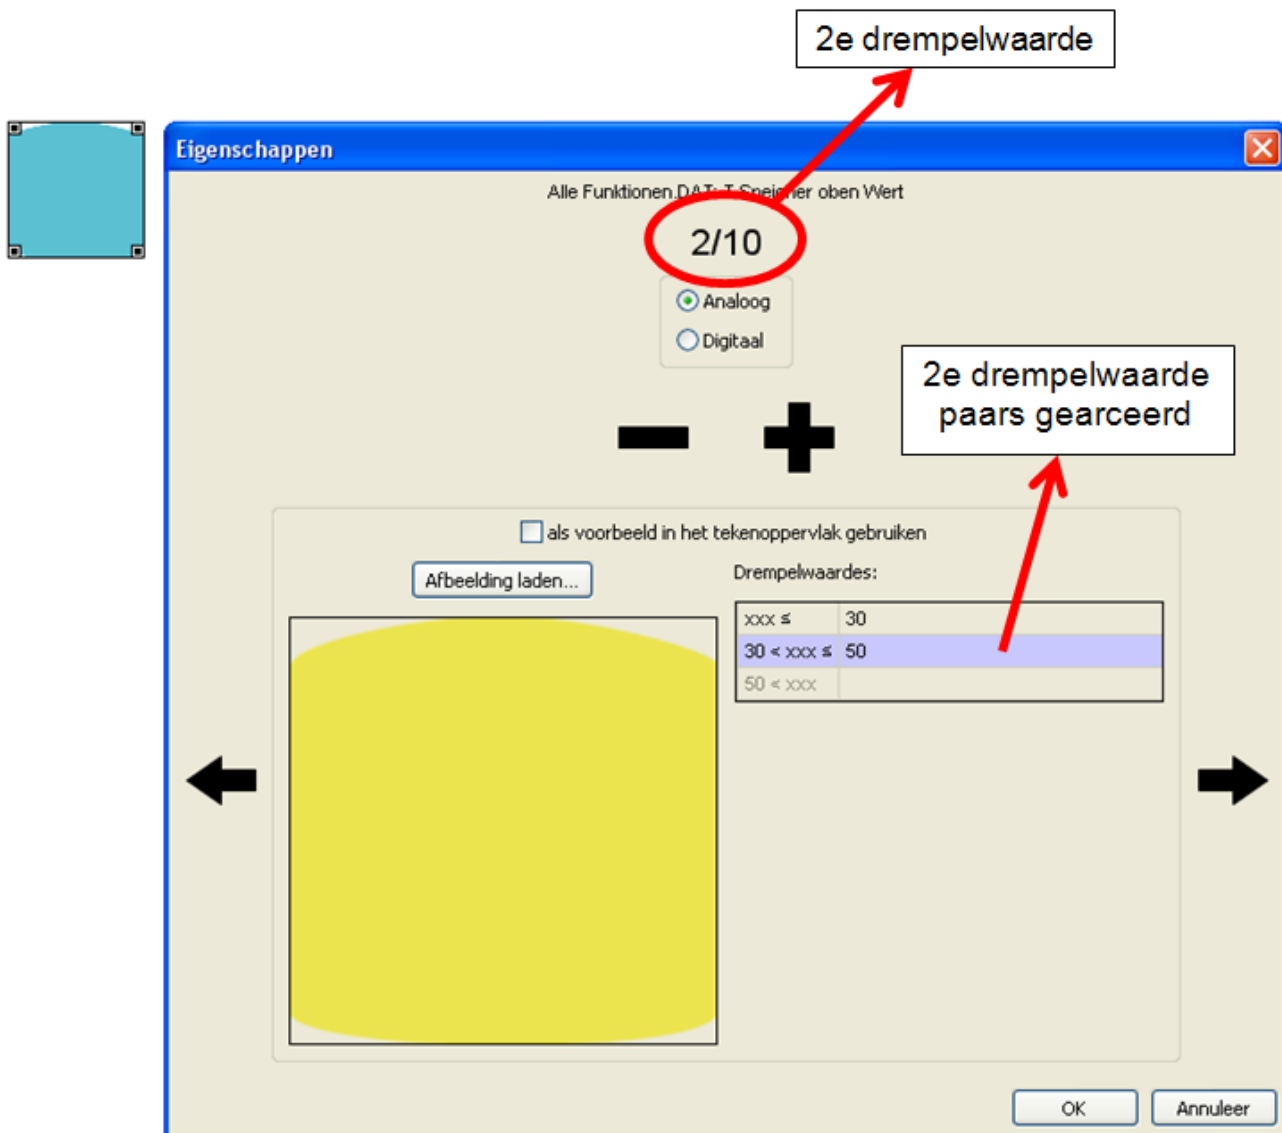 2e drempelwaarde
Eigenschappen
Alle Funktionen.DAT: T Speicher oben Wert
2/10
Analoog
Digitaal
2e drempelwaarde
paars gearceerd
als voorbeeld in het tekenoppervlak gebruiken
Afbeelding laden...
Drempelwaardes:
xxx ≤ 30
30 < xxx ≤ 50
50 < xxx
OK
Annuleer